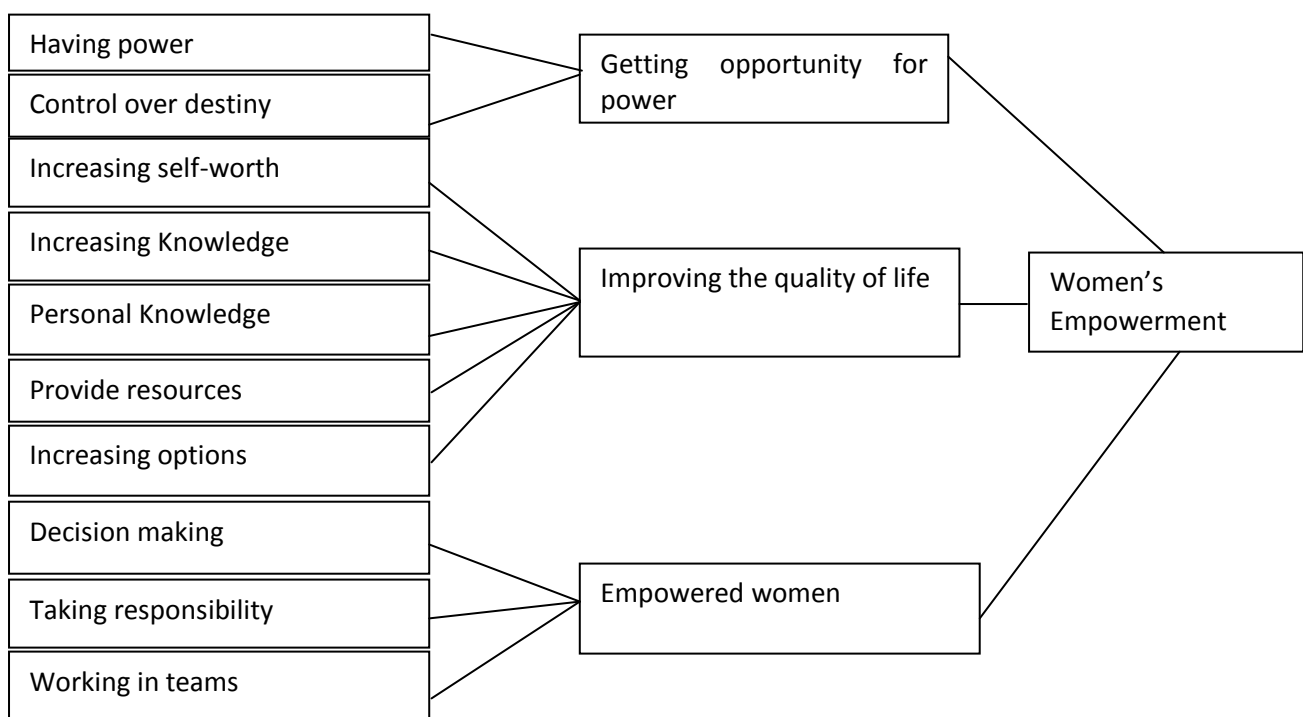 Having power
Control over destiny
Increasing self-worth
Increasing Knowledge
Personal Knowledge
Provide resources
Increasing options
Decision making
Taking responsibility
Working in teams
Getting opportunity for
power
Improving the quality of life
Empowered women
Women’s
Empowerment